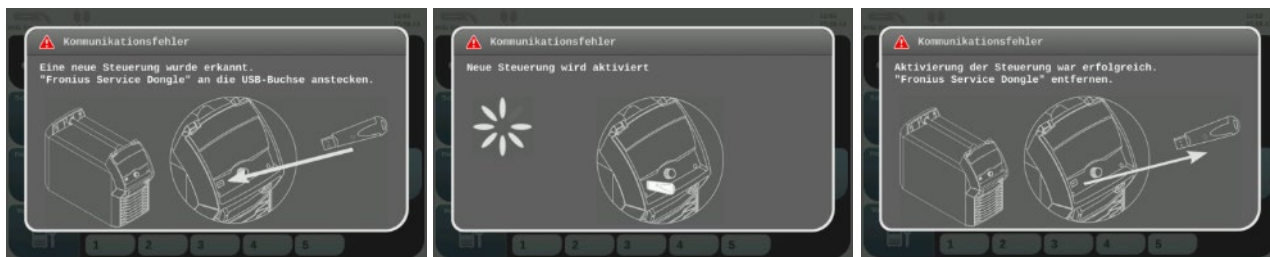 Kommunikationsfehler
Eine neue Steuerung wurde erkannt.
"Fronius Service Dongle" an die USB-Buchse anstecken.
1 2 3 4 5
Kommunikationsfehler
Neue Steuerung wird aktiviert
1 2 3 4 5
Kommunikationsfehler
Aktivierung der Steuerung war erfolgreich.
"Fronius Service Dongle" entfernen.
1 2 3 4 5